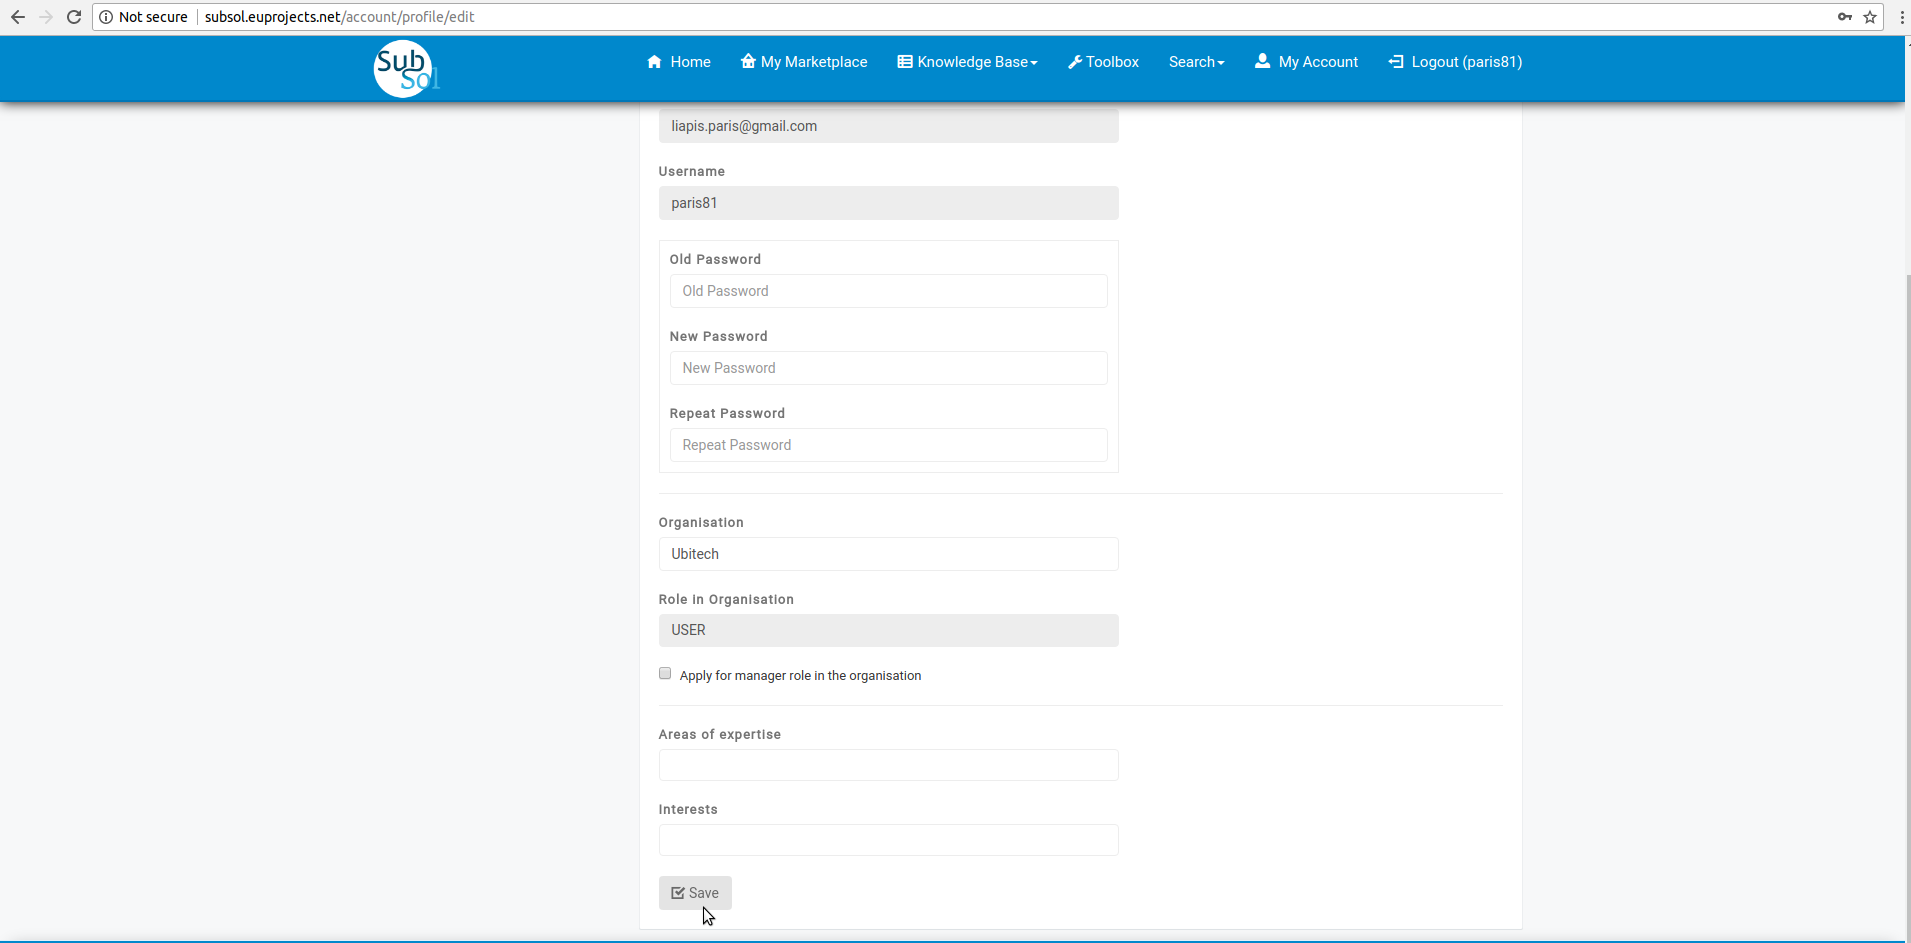 Not secure subsol.euprojects.net/account/profile/edit
Sub
Sol
Home My Marketplace Knowledge Base Toolbox Search My Account Logout (paris81)
liapis.paris@gmail.com
Username
paris81
Old Password
Old Password
New Password
New Password
Repeat Password
Repeat Password
Organisation
Ubitech
Role in Organisation
USER
Apply for manager role in the organisation
Areas of expertise
Interests
Save